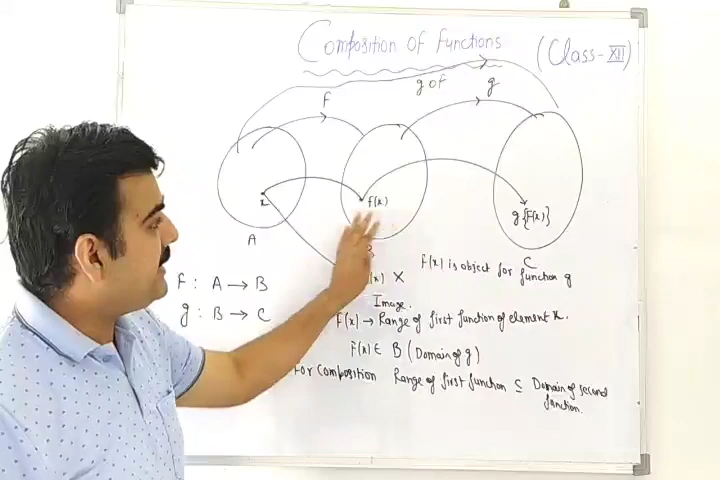 Composition of Functions
(Class-XII)
gof
F
g
x
f(x)
g{F(x)}
A
B
C
F(x) is object for function g
F : A → B
g : B → C
(x) X
Image.
F(x) → Range of first function of element x.
F(x) ∈ B (Domain of g)
For Composition Range of first function ⊆ Domain of second
function.